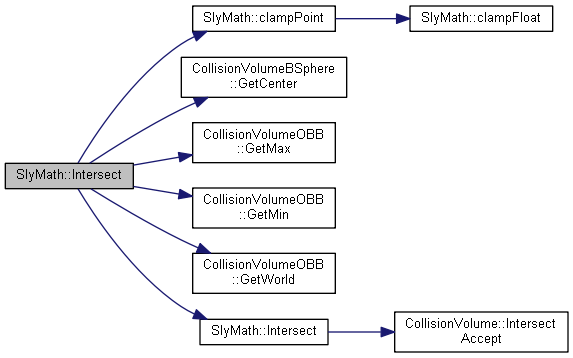 SlyMath::clampPoint
SlyMath::clampFloat
CollisionVolumeBSphere
::GetCenter
CollisionVolumeOBB
::GetMax
SlyMath::Intersect
CollisionVolumeOBB
::GetMin
CollisionVolumeOBB
::GetWorld
SlyMath::Intersect
CollisionVolume::Intersect
Accept